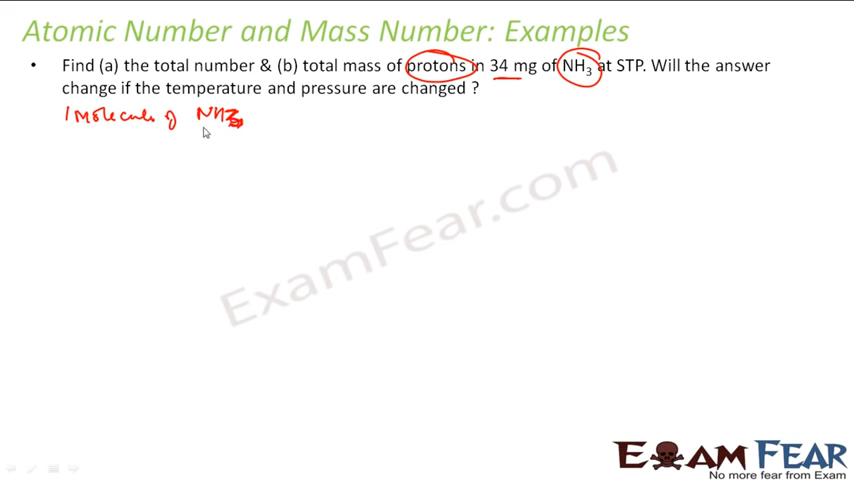 Atomic Number and Mass Number: Examples
• Find (a) the total number & (b) total mass of protons in 34 mg of NH₃ at STP. Will the answer
change if the temperature and pressure are changed ?
1 Molecule of NH3
ExamFear.com
EXAM FEAR
No more fear from Exam